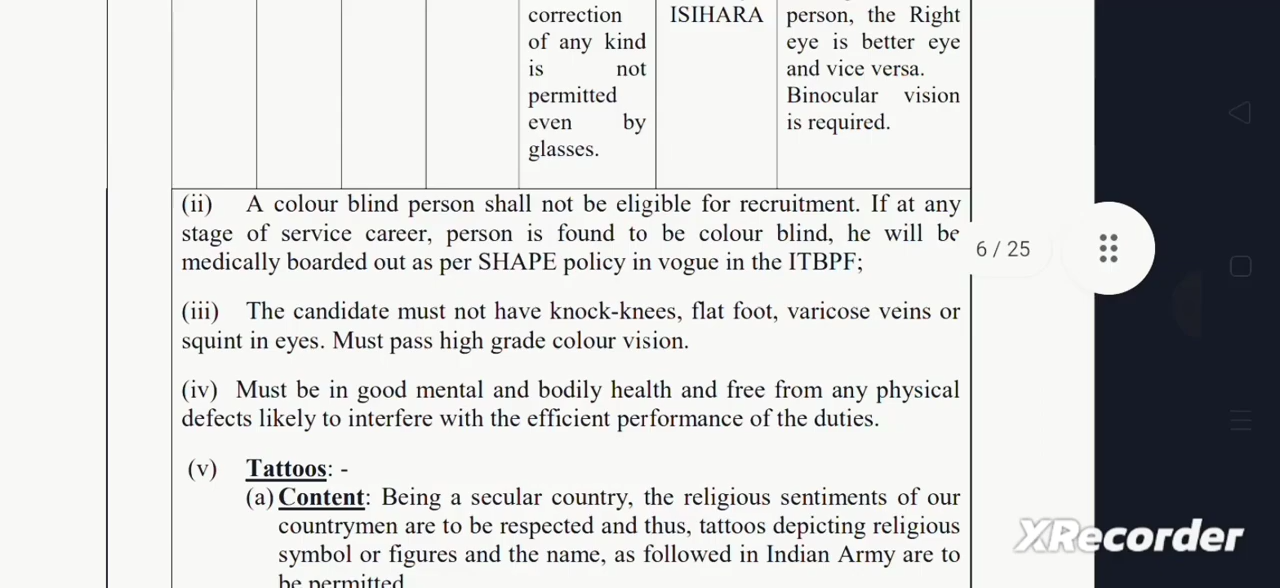 correction
of any kind
is not
permitted
even by
glasses.
ISIHARA
person, the Right
eye is better eye
and vice versa.
Binocular vision
is required.
(ii) A colour blind person shall not be eligible for recruitment. If at any
stage of service career, person is found to be colour blind, he will be
medically boarded out as per SHAPE policy in vogue in the ITBPF;
(iii) The candidate must not have knock-knees, flat foot, varicose veins or
squint in eyes. Must pass high grade colour vision.
(iv) Must be in good mental and bodily health and free from any physical
defects likely to interfere with the efficient performance of the duties.
(v) Tattoos: -
(a) Content: Being a secular country, the religious sentiments of our
countrymen are to be respected and thus, tattoos depicting religious
symbol or figures and the name, as followed in Indian Army are to
be permitted
6 / 25
XRecorder